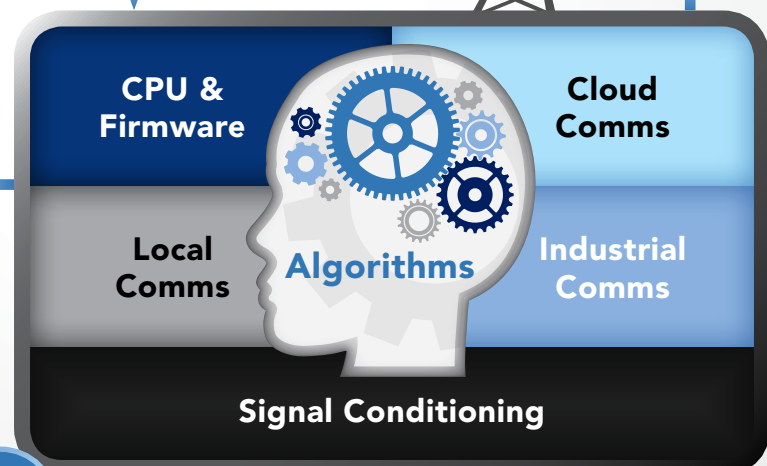 CPU &
Firmware
Cloud
Comms
Local
Comms
Algorithms
Industrial
Comms
Signal Conditioning